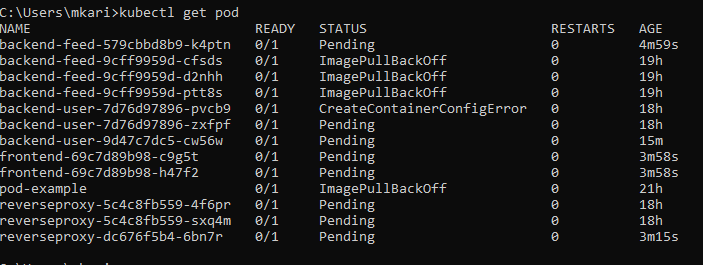 C:\Users\mkari>kubectl get pod
NAME READY STATUS RESTARTS AGE
backend-feed-579cbbd8b9-k4ptn 0/1 Pending 0 4m59s
backend-feed-9cff9959d-cfsds 0/1 ImagePullBackOff 0 19h
backend-feed-9cff9959d-d2nhh 0/1 ImagePullBackOff 0 19h
backend-feed-9cff9959d-ptt8s 0/1 ImagePullBackOff 0 19h
backend-user-7d76d97896-pvcb9 0/1 CreateContainerConfigError 0 18h
backend-user-7d76d97896-zxfpf 0/1 Pending 0 18h
backend-user-9d47c7dc5-cw56w 0/1 Pending 0 15m
frontend-69c7d89b98-c9g5t 0/1 Pending 0 3m58s
frontend-69c7d89b98-h47f2 0/1 Pending 0 3m58s
pod-example 0/1 ImagePullBackOff 0 21h
reverseproxy-5c4c8fb559-4f6pr 0/1 Pending 0 18h
reverseproxy-5c4c8fb559-sxq4m 0/1 Pending 0 18h
reverseproxy-dc676f5b4-6bn7r 0/1 Pending 0 3m15s